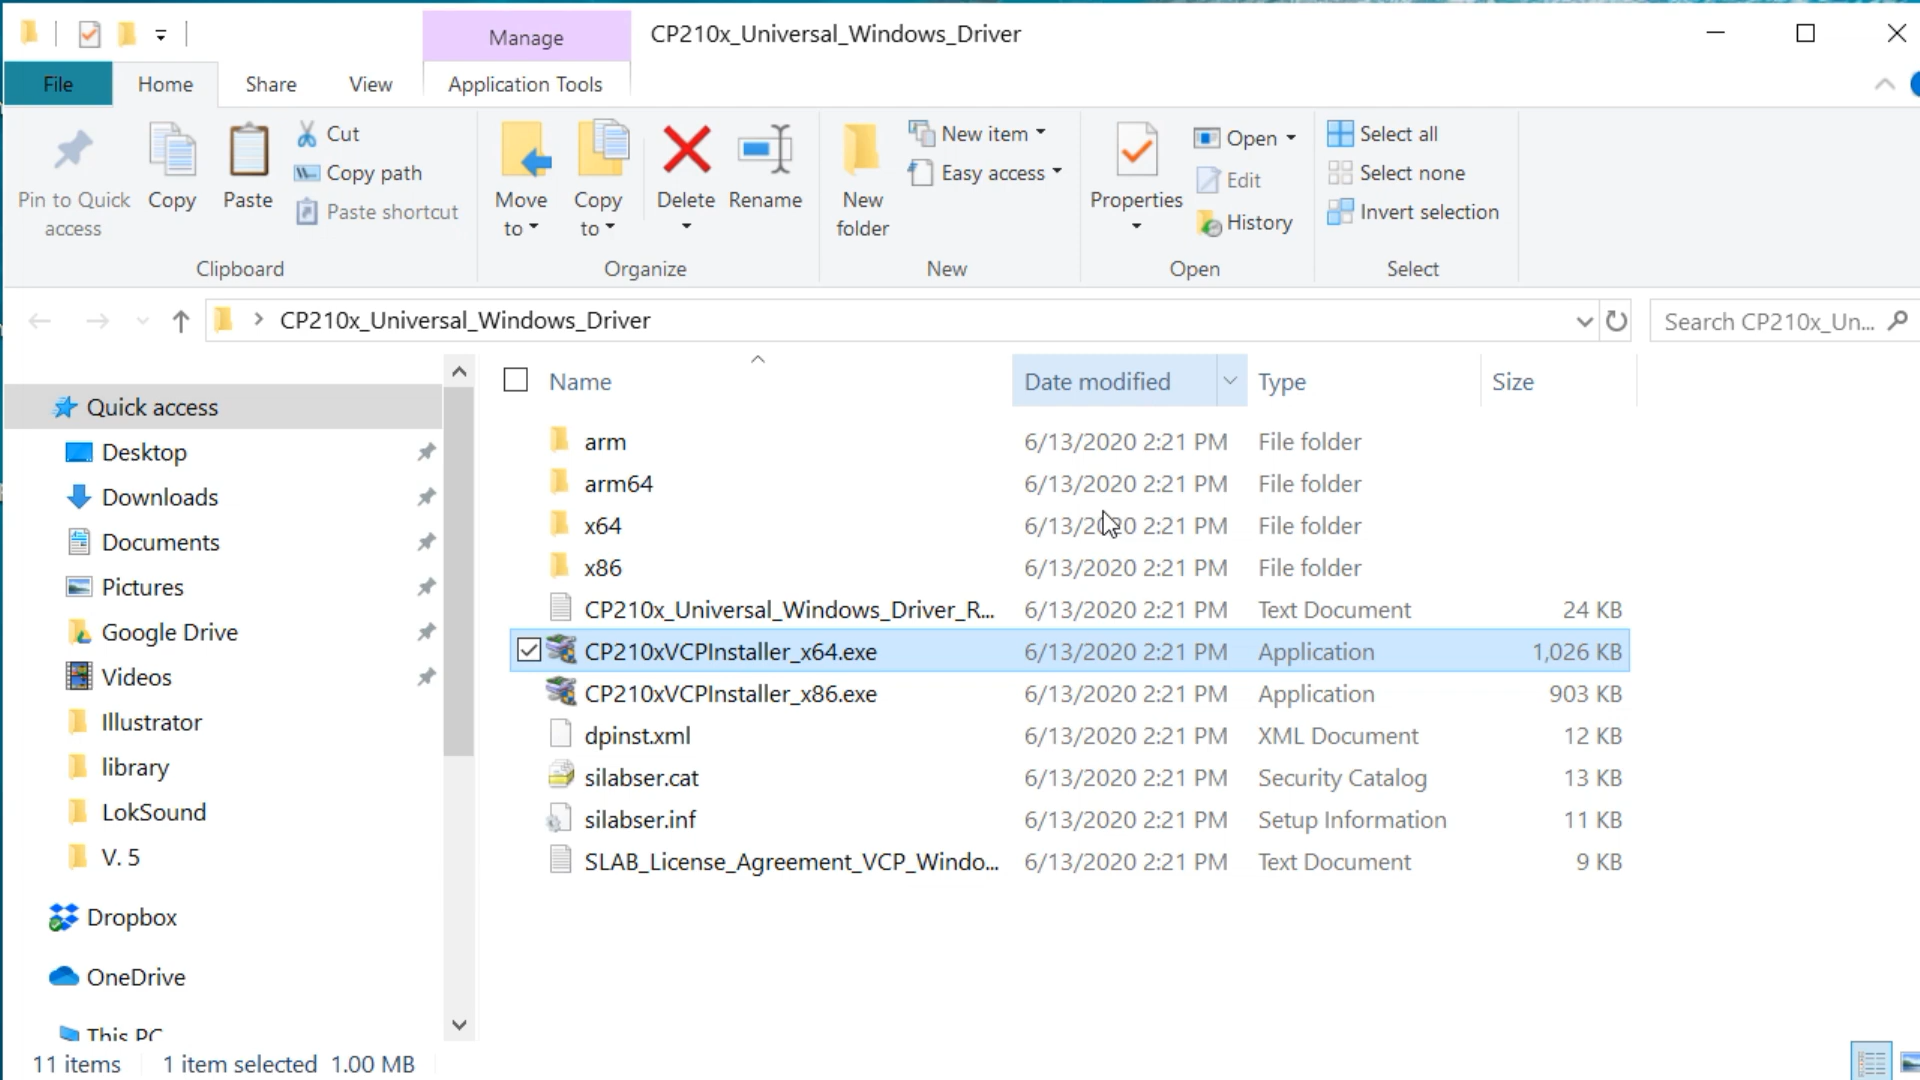 Manage
CP210x_Universal_Windows_Driver
File
Home
Share
View
Application Tools
Pin to Quick access
Copy
Paste
Cut
Copy path
Paste shortcut
Clipboard
Move to
Copy to
Delete
Rename
Organize
New folder
New item
Easy access
New
Properties
Open
Edit
History
Open
Select all
Select none
Invert selection
Select
CP210x_Universal_Windows_Driver
Search CP210x_Un...
Quick access
Desktop
Downloads
Documents
Pictures
Google Drive
Videos
Illustrator
library
LokSound
V. 5
Dropbox
OneDrive
This PC
Name Date modified Type Size
arm 6/13/2020 2:21 PM File folder
arm64 6/13/2020 2:21 PM File folder
x64 6/13/2020 2:21 PM File folder
x86 6/13/2020 2:21 PM File folder
CP210x_Universal_Windows_Driver_R... 6/13/2020 2:21 PM Text Document 24 KB
CP210xVCPInstaller_x64.exe 6/13/2020 2:21 PM Application 1,026 KB
CP210xVCPInstaller_x86.exe 6/13/2020 2:21 PM Application 903 KB
dpinst.xml 6/13/2020 2:21 PM XML Document 12 KB
silabser.cat 6/13/2020 2:21 PM Security Catalog 13 KB
silabser.inf 6/13/2020 2:21 PM Setup Information 11 KB
SLAB_License_Agreement_VCP_Windo... 6/13/2020 2:21 PM Text Document 9 KB
11 items 1 item selected 1.00 MB